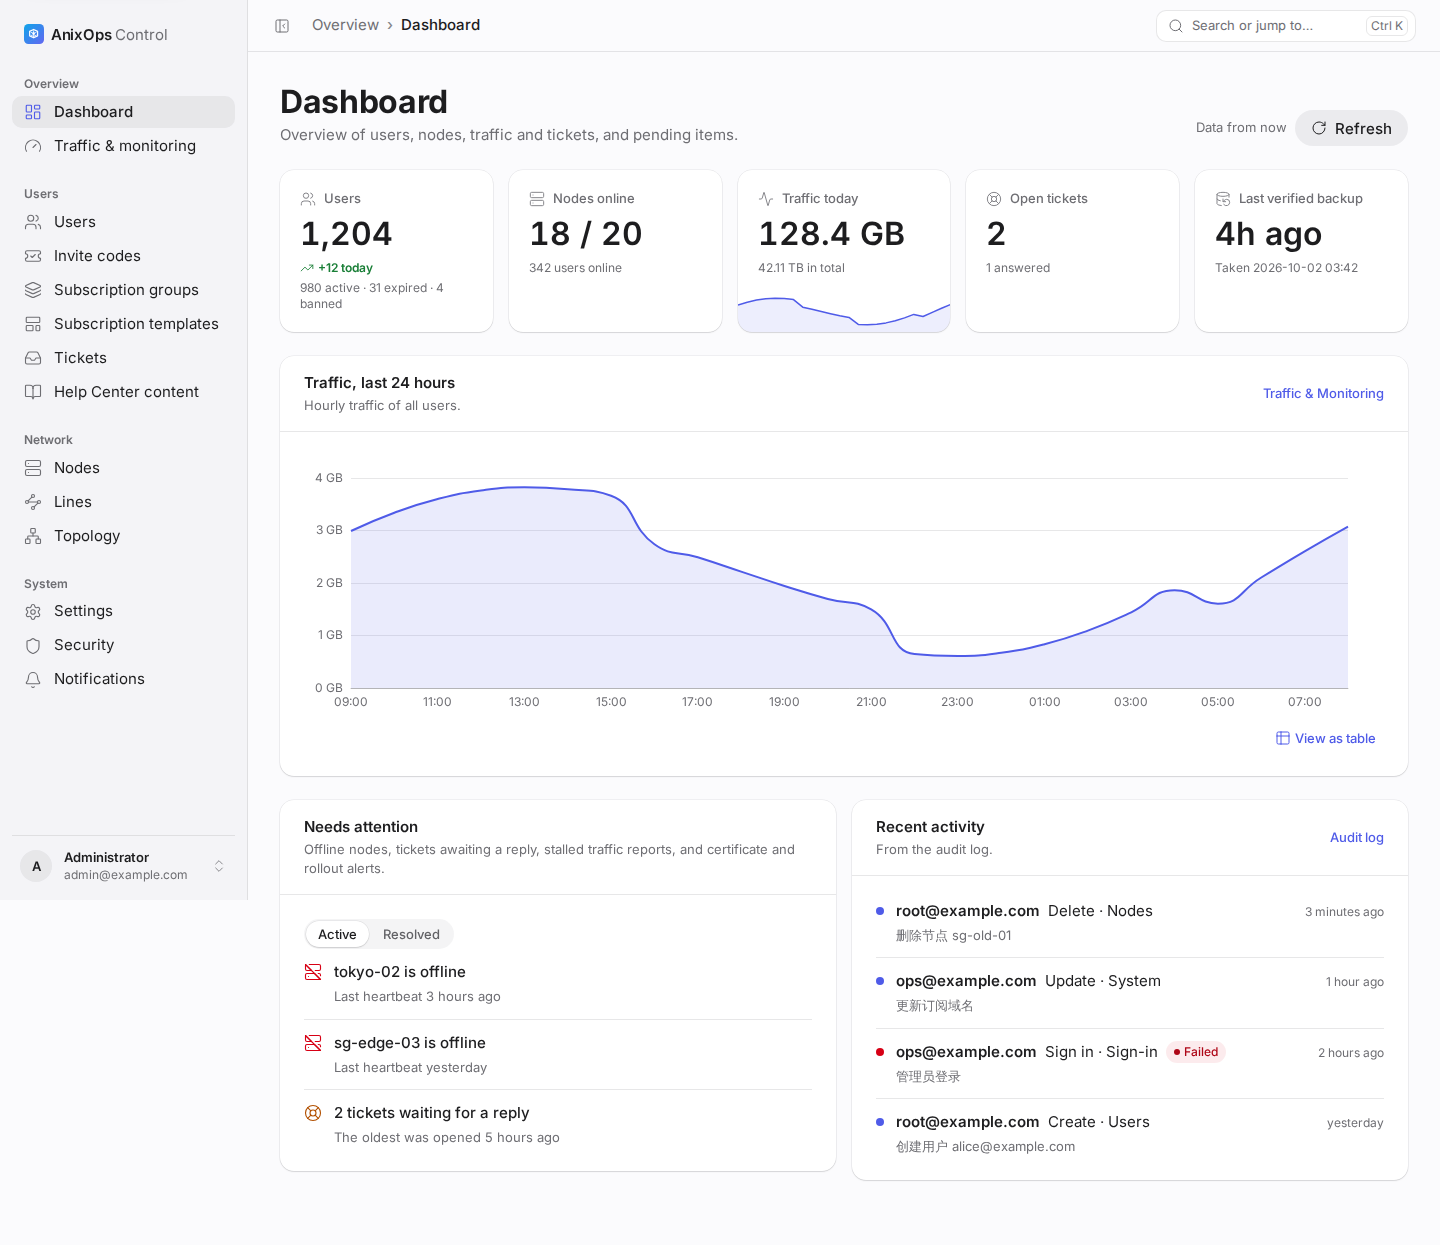 AnixOps Control
Overview
Dashboard
Traffic & monitoring
Users
Users
Invite codes
Subscription groups
Subscription templates
Tickets
Help Center content
Network
Nodes
Lines
Topology
System
Settings
Security
Notifications
A
Administrator
admin@example.com
Overview › Dashboard
Search or jump to...
Ctrl K
Dashboard
Overview of users, nodes, traffic and tickets, and pending items.
Data from now
Refresh
Users
1,204
+12 today
980 active · 31 expired · 4
banned
Nodes online
18 / 20
342 users online
Traffic today
128.4 GB
42.11 TB in total
Open tickets
2
1 answered
Last verified backup
4h ago
Taken 2026-10-02 03:42
Traffic, last 24 hours
Hourly traffic of all users.
Traffic & Monitoring
4 GB
3 GB
2 GB
1 GB
0 GB
09:00 11:00 13:00 15:00 17:00 19:00 21:00 23:00 01:00 03:00 05:00 07:00
View as table
Needs attention
Offline nodes, tickets awaiting a reply, stalled traffic reports, and certificate and
rollout alerts.
Active Resolved
tokyo-02 is offline
Last heartbeat 3 hours ago
sg-edge-03 is offline
Last heartbeat yesterday
2 tickets waiting for a reply
The oldest was opened 5 hours ago
Recent activity
From the audit log.
Audit log
root@example.com Delete · Nodes 3 minutes ago
删除节点 sg-old-01
ops@example.com Update · System 1 hour ago
更新订阅域名
ops@example.com Sign in · Sign-in Failed 2 hours ago
管理员登录
root@example.com Create · Users yesterday
创建用户 alice@example.com